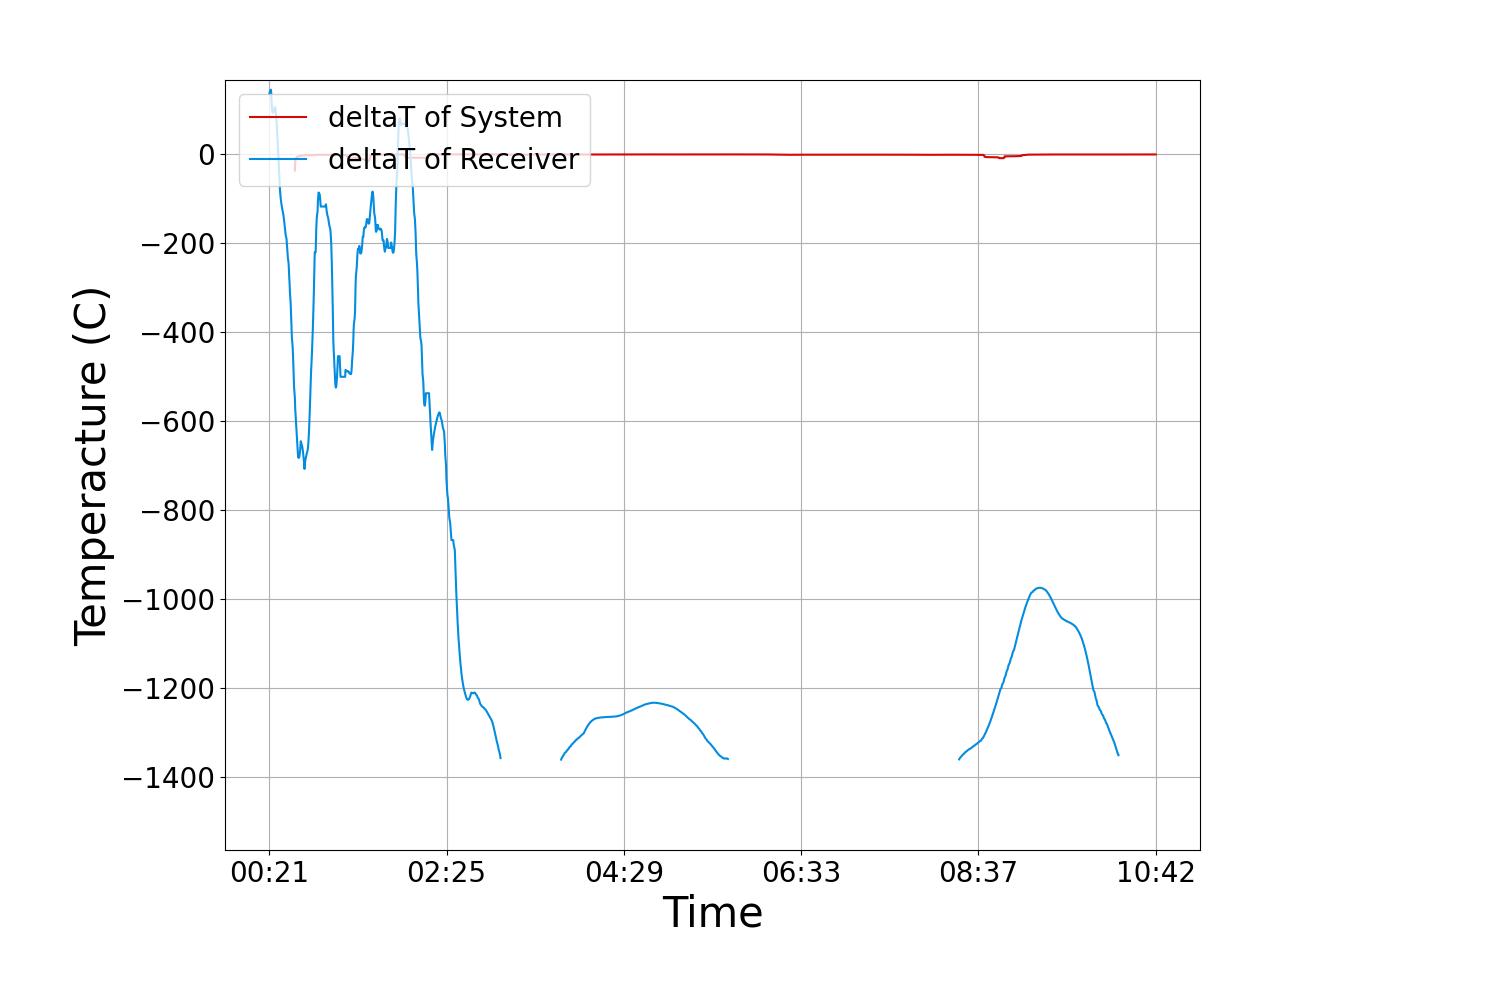 deltaT of System
deltaT of Receiver
0
−200
−400
−600
−800
−1000
−1200
−1400
Temperacture (C)
00:21 02:25 04:29 06:33 08:37 10:42
Time